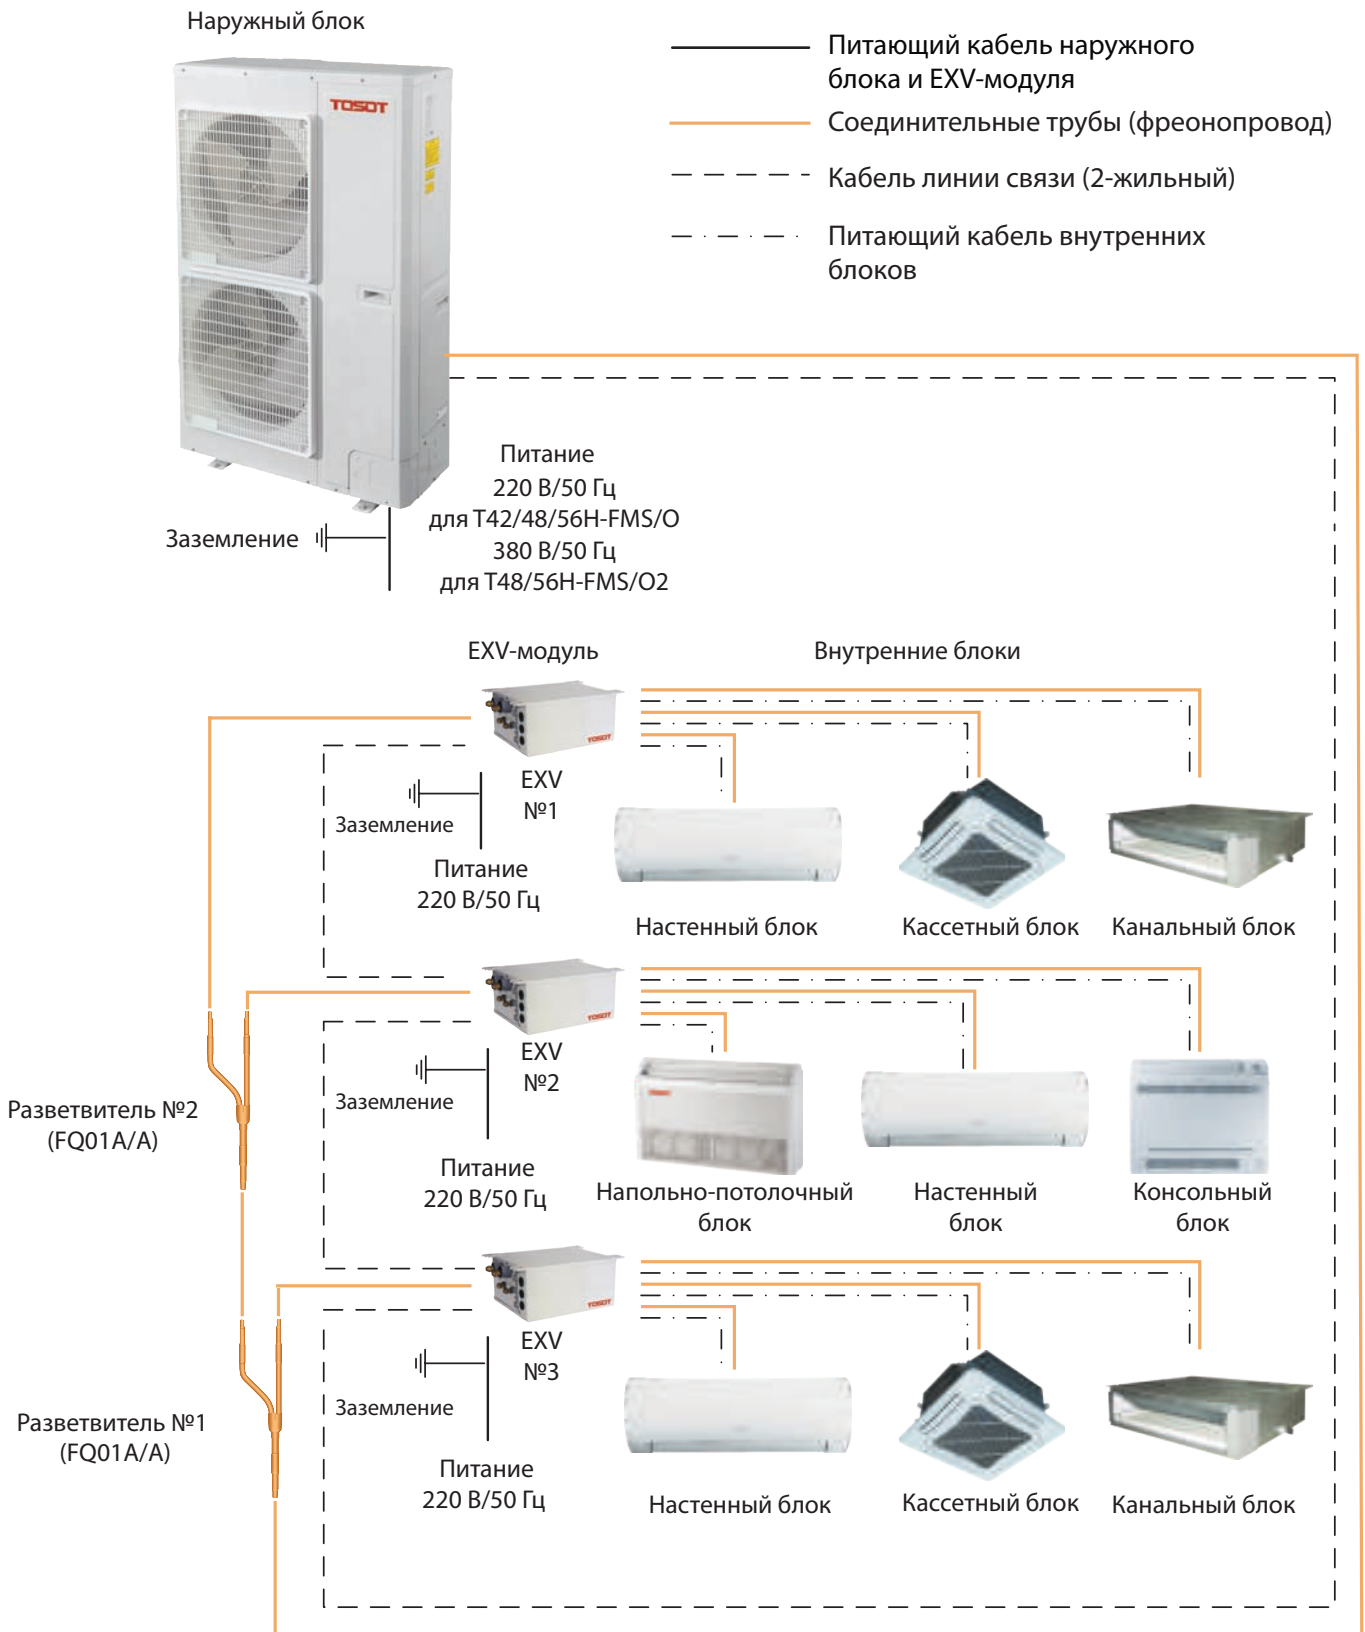 Наружный блок
Питающий кабель наружного
блока и EXV-модуля
Соединительные трубы (фреонопровод)
Кабель линии связи (2-жильный)
Питающий кабель внутренних
блоков
TOSOT
Питание
220 В/50 Гц
для T42/48/56H-FMS/O
380 В/50 Гц
для T48/56H-FMS/O2
Заземление
EXV-модуль
Внутренние блоки
TOSOT
EXV
№1
Заземление
Питание
220 В/50 Гц
Настенный блок
Кассетный блок
Канальный блок
TOSOT
EXV
№2
Заземление
Разветвитель №2
(FQ01A/A)
Питание
220 В/50 Гц
Напольно-потолочный
блок
Настенный
блок
Консольный
блок
TOSOT
EXV
№3
Заземление
Разветвитель №1
(FQ01A/A)
Питание
220 В/50 Гц
Настенный блок
Кассетный блок
Канальный блок